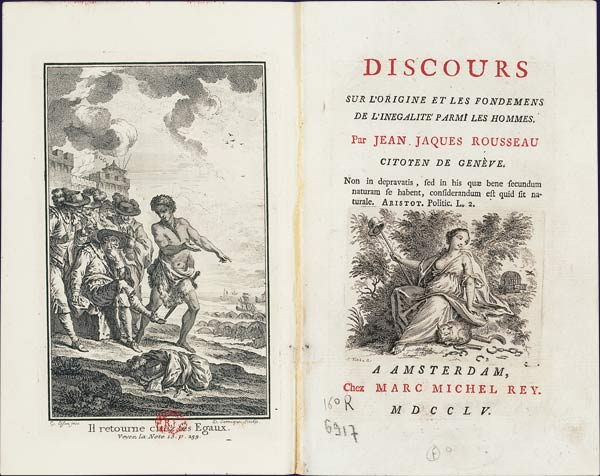 Il retourne chez ses Egaux.
Voyez la Note 13. p. 259.
DISCOURS
SUR L'ORIGINE ET LES FONDEMENS
DE L'INEGALITÉ PARMI LES HOMMES.
Par JEAN JAQUES ROUSSEAU
CITOTEN DE GENÈVE.
Non in depravatis, sed in his quæ bene secundum
naturam se habent, considerandum est quid sit na-
turale. ARISTOT. Politic. L. 2.
A AMSTERDAM,
Chez MARC MICHEL REY.
MDCCLV.
160 R
6917